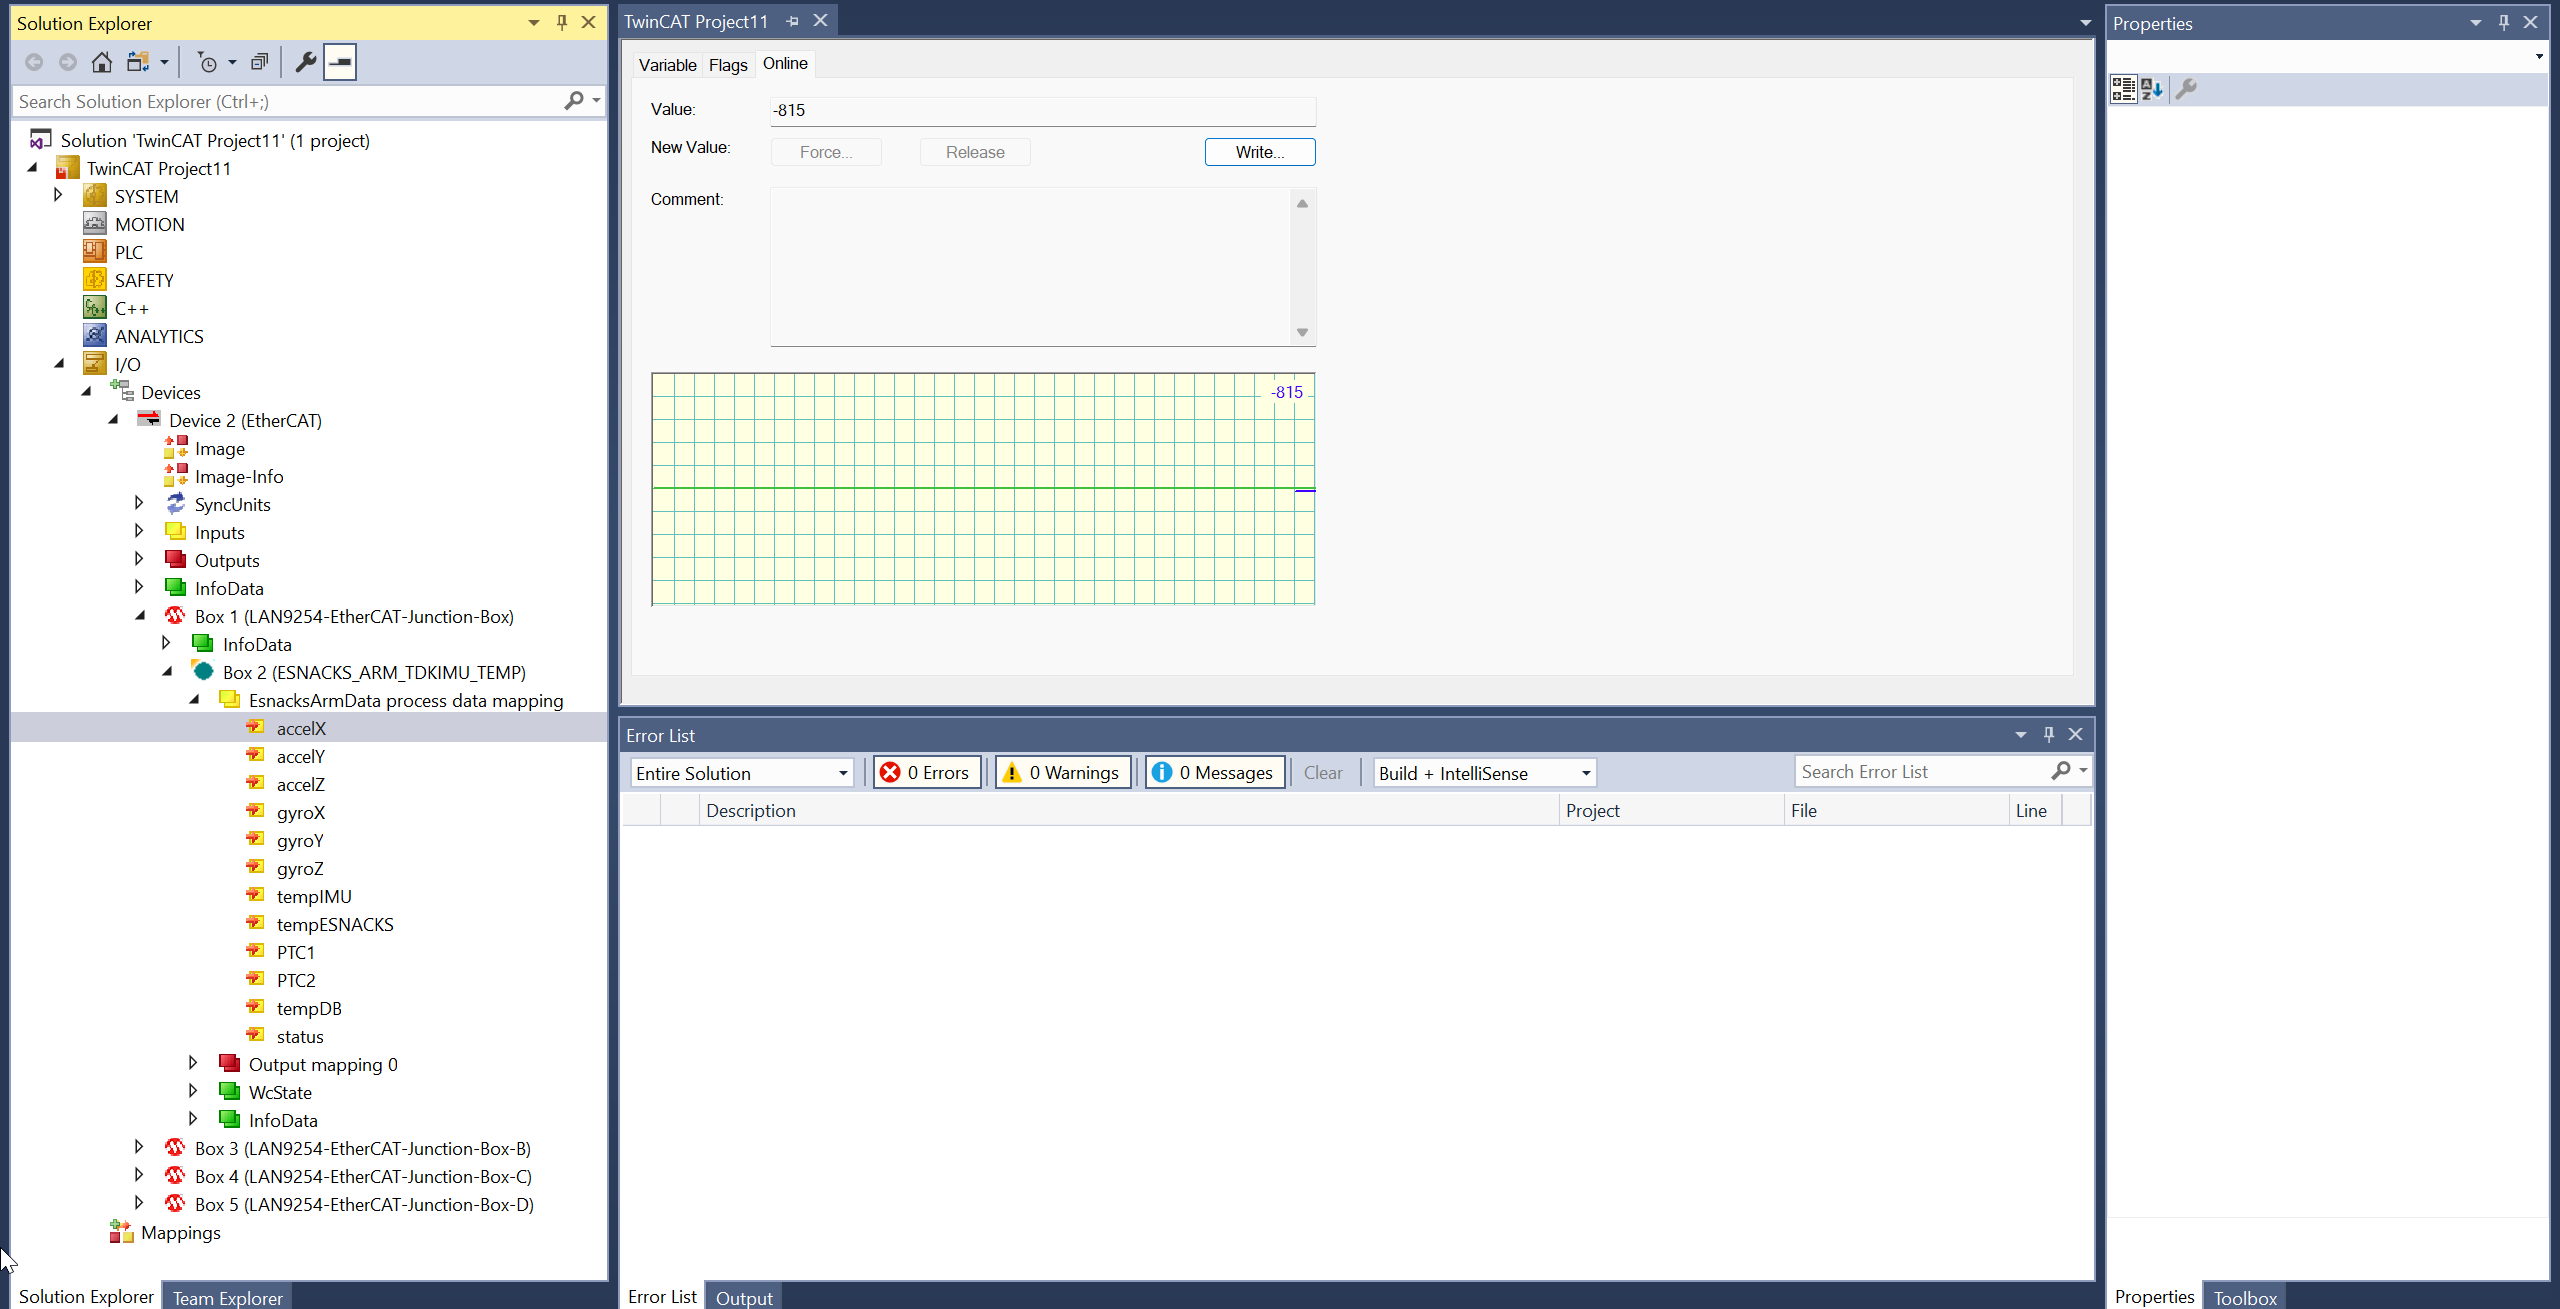 Solution Explorer
Search Solution Explorer (Ctrl+;)
Solution 'TwinCAT Project11' (1 project)
TwinCAT Project11
SYSTEM
MOTION
PLC
SAFETY
C++
ANALYTICS
I/O
Devices
Device 2 (EtherCAT)
Image
Image-Info
SyncUnits
Inputs
Outputs
InfoData
Box 1 (LAN9254-EtherCAT-Junction-Box)
InfoData
Box 2 (ESNACKS_ARM_TDKIMU_TEMP)
EsnacksArmData process data mapping
accelX
accelY
accelZ
gyroX
gyroY
gyroZ
tempIMU
tempESNACKS
PTC1
PTC2
tempDB
status
Output mapping 0
WcState
InfoData
Box 3 (LAN9254-EtherCAT-Junction-Box-B)
Box 4 (LAN9254-EtherCAT-Junction-Box-C)
Box 5 (LAN9254-EtherCAT-Junction-Box-D)
Mappings
Solution Explorer Team Explorer
TwinCAT Project11
Variable Flags Online
Value: -815
New Value: Force... Release Write...
Comment:
-815
Error List
Entire Solution 0 Errors 0 Warnings 0 Messages Clear Build + IntelliSense Search Error List
Description Project File Line
Error List Output
Properties
Properties Toolbox